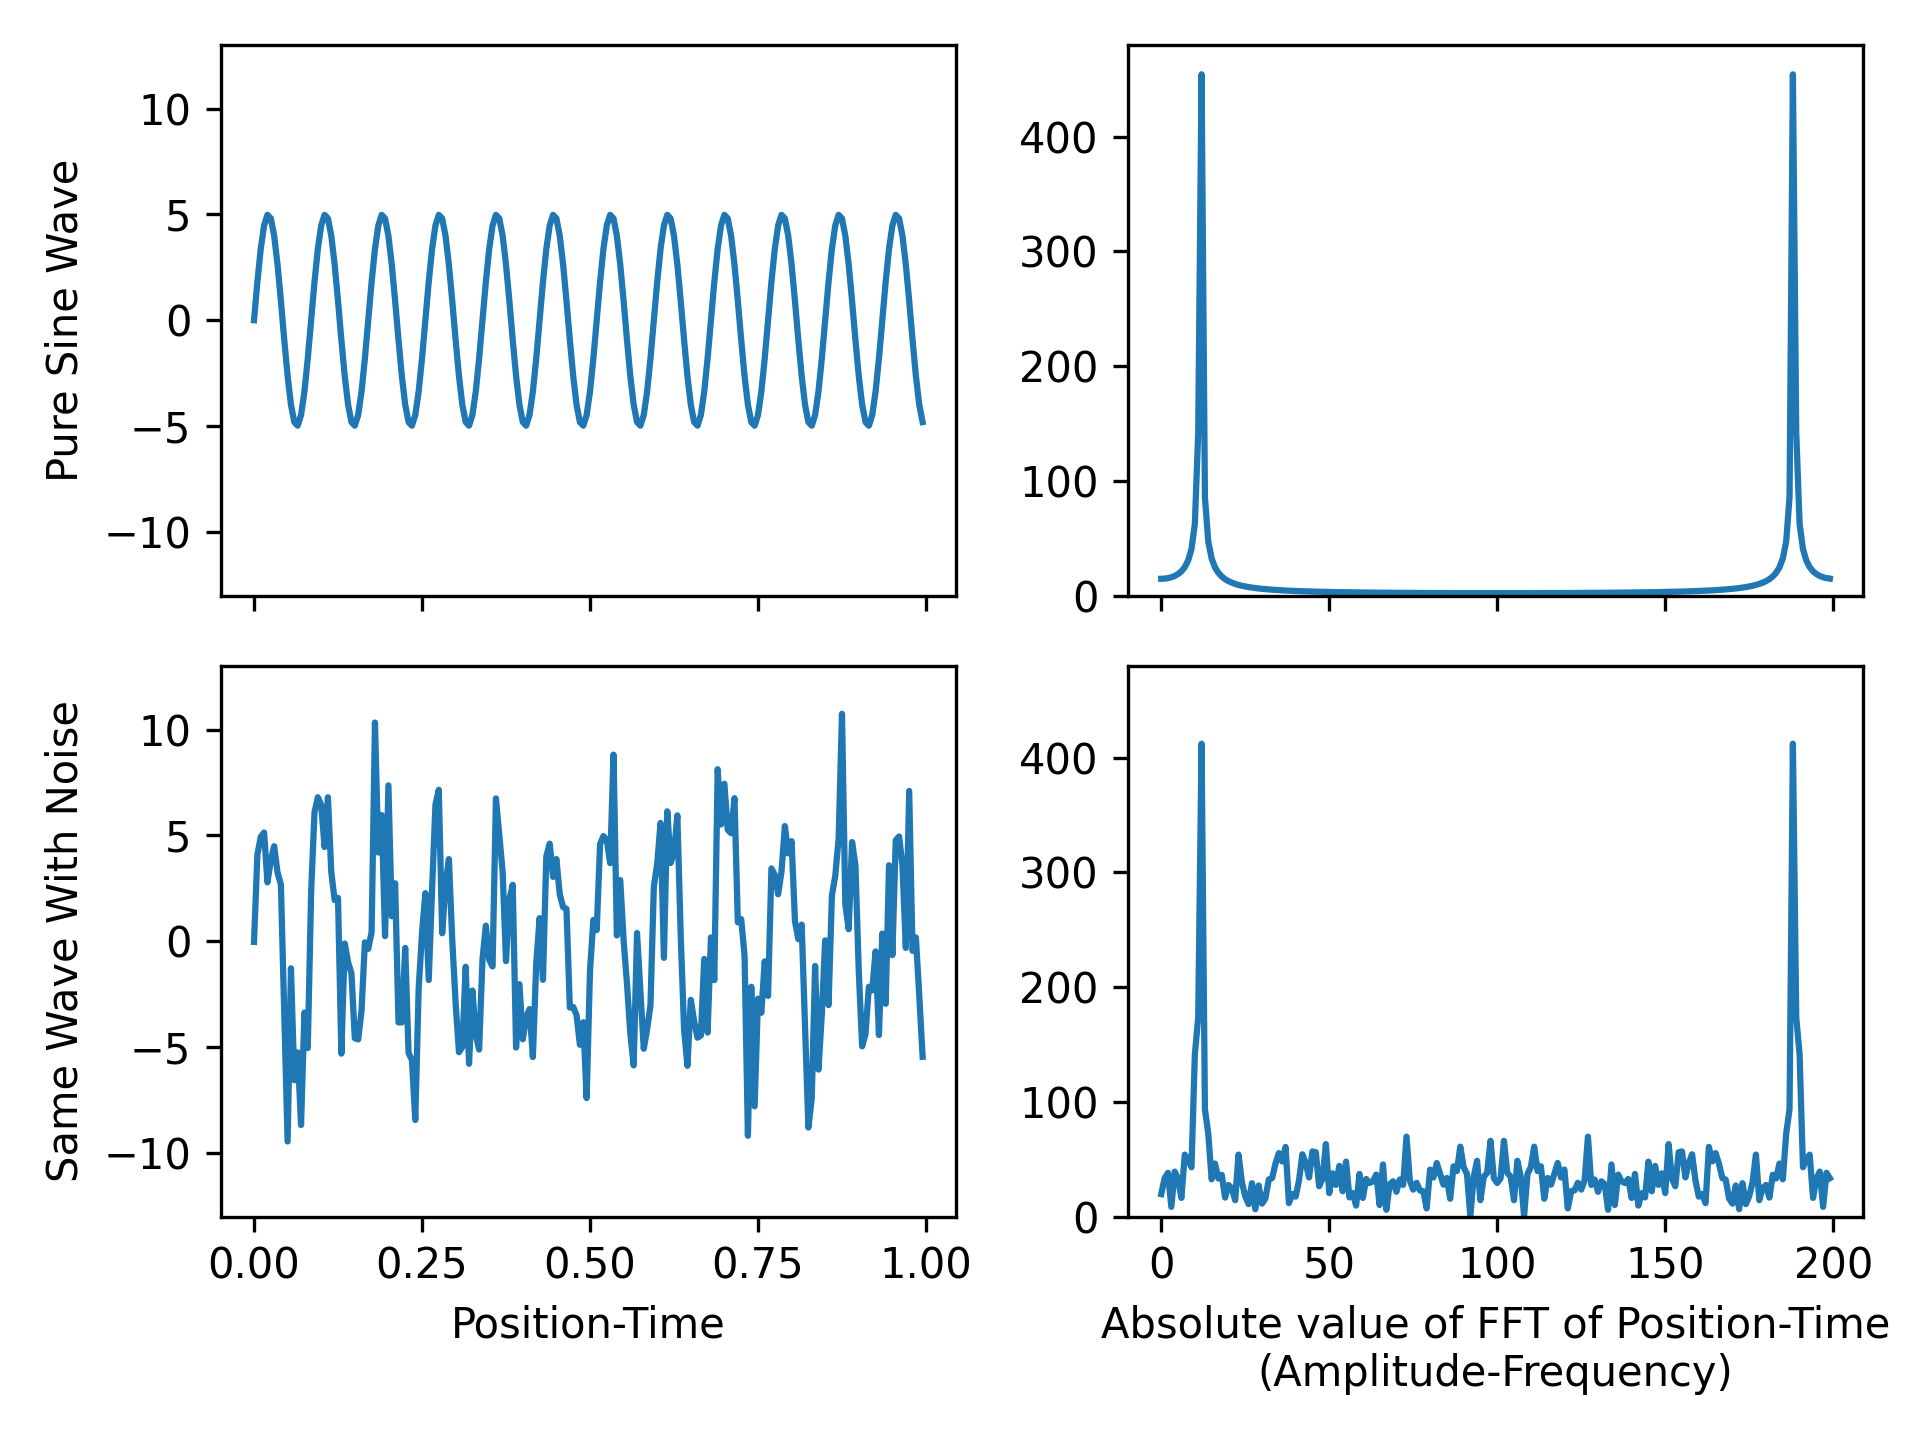 Pure Sine Wave
10
5
0
−5
−10
400
300
200
100
0
Same Wave With Noise
10
5
0
−5
−10
0.00 0.25 0.50 0.75 1.00
Position-Time
400
300
200
100
0
0 50 100 150 200
Absolute value of FFT of Position-Time
(Amplitude-Frequency)